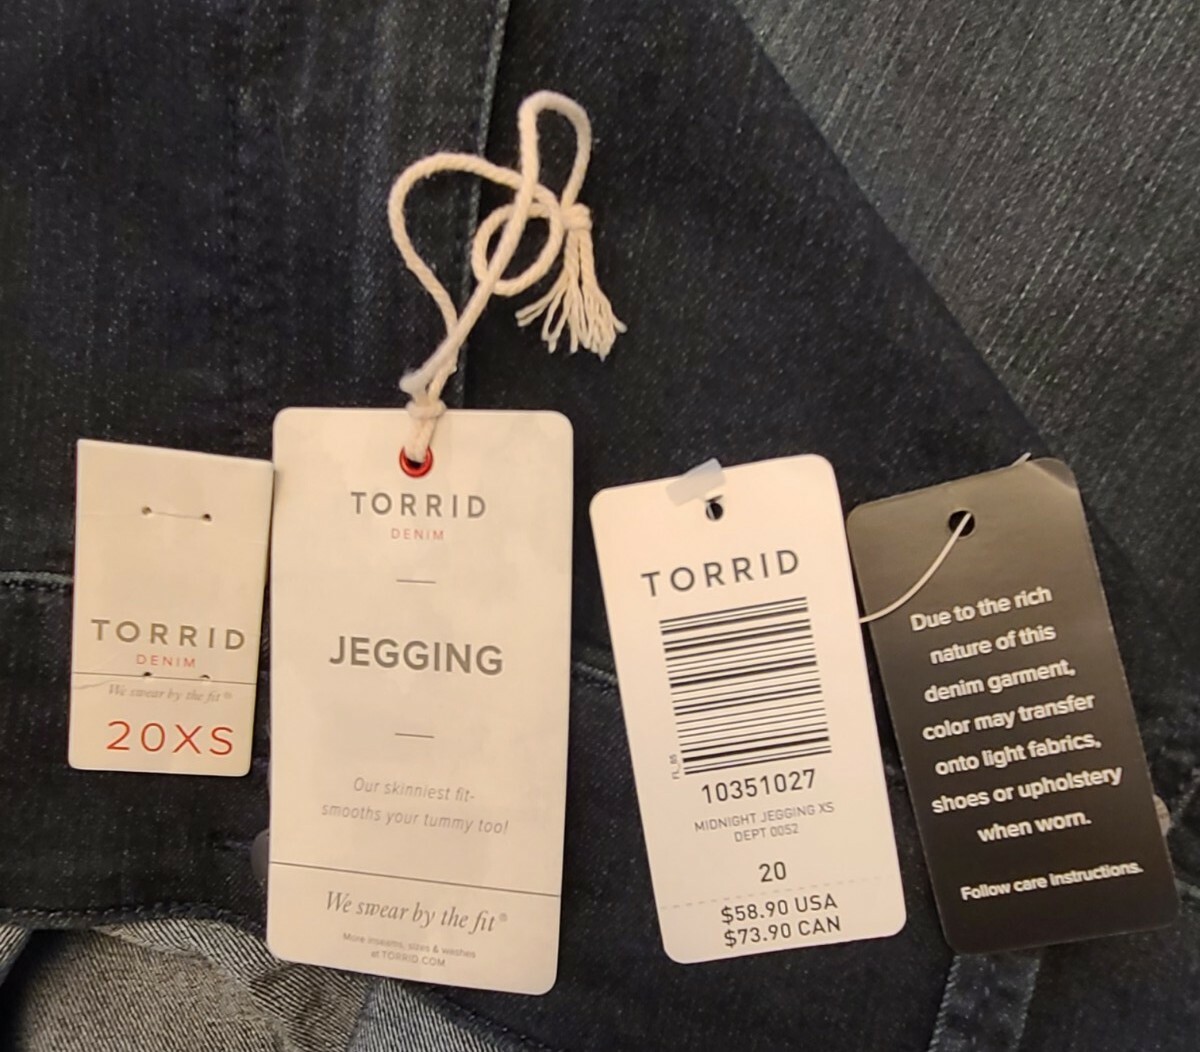 TORRID
DENIM
We swear by the fit®
20XS
TORRID
DENIM
JEGGING
Our skinniest fit-
smooths your tummy too!
We swear by the fit®
More inseams, sizes & washes
at TORRID.COM
TORRID
10351027
MIDNIGHT JEGGING XS
DEPT 0052
20
$58.90 USA
$73.90 CAN
Due to the rich
nature of this
denim garment,
color may transfer
onto light fabrics,
shoes or upholstery
when worn.
Follow care instructions.